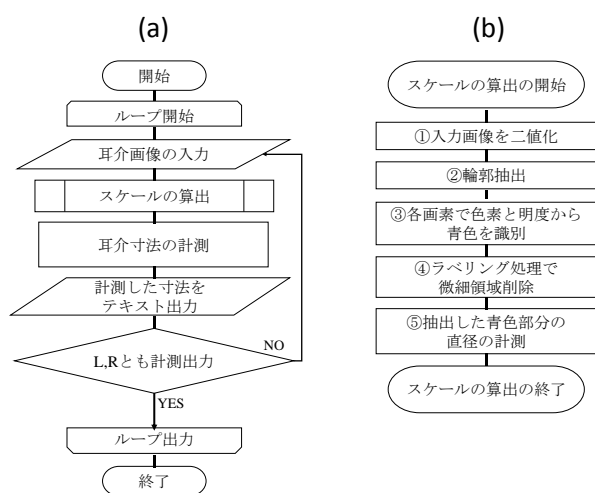 (a)
開始
ループ開始
耳介画像の入力
スケールの算出
耳介寸法の計測
計測した寸法を
テキスト出力
NO
L,Rとも計測出力
YES
ループ出力
終了
(b)
スケールの算出の開始
①入力画像を二値化
②輪郭抽出
③各画素で色素と明度から
青色を識別
④ラベリング処理で
微細領域削除
⑤抽出した青色部分の
直径の計測
スケールの算出の終了